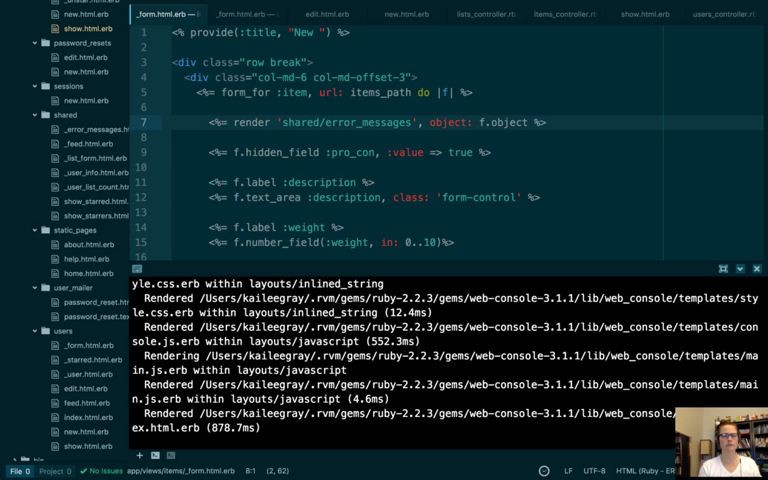 _form.html.erb —
_form.html.erb —
edit.html.erb
new.html.erb
lists_controller.rb
items_controller.rb
show.html.erb
users_controller.rb
new.html.erb
show.html.erb
password_resets
edit.html.erb
new.html.erb
sessions
new.html.erb
shared
_error_messages.h
_feed.html.erb
_list_form.html.erb
_user_info.html.erb
_user_list_count.htm
show_starred.html.erb
show_starrers.html.erb
static_pages
about.html.erb
help.html.erb
home.html.erb
user_mailer
password_reset.htm
password_reset.tex
users
_form.html.erb
_starred.html.erb
_user.html.erb
edit.html.erb
feed.html.erb
index.html.erb
new.html.erb
show.html.erb
1 <% provide(:title, "New ") %>
2
3 <div class="row break">
4 <div class="col-md-6 col-md-offset-3">
5 <%= form_for :item, url: items_path do |f| %>
6
7 <%= render 'shared/error_messages', object: f.object %>
8
9 <%= f.hidden_field :pro_con, :value => true %>
10
11 <%= f.label :description %>
12 <%= f.text_area :description, class: 'form-control' %>
13
14 <%= f.label :weight %>
15 <%= f.number_field(:weight, in: 0..10)%>
16
yle.css.erb within layouts/inlined_string
Rendered /Users/kaileegray/.rvm/gems/ruby-2.2.3/gems/web-console-3.1.1/lib/web_console/templates/sty
le.css.erb within layouts/inlined_string (12.4ms)
Rendered /Users/kaileegray/.rvm/gems/ruby-2.2.3/gems/web-console-3.1.1/lib/web_console/templates/con
sole.js.erb within layouts/javascript (552.3ms)
Rendering /Users/kaileegray/.rvm/gems/ruby-2.2.3/gems/web-console-3.1.1/lib/web_console/templates/ma
in.js.erb within layouts/javascript
Rendered /Users/kaileegray/.rvm/gems/ruby-2.2.3/gems/web-console-3.1.1/lib/web_console/templates/mai
n.js.erb within layouts/javascript (4.6ms)
Rendered /Users/kaileegray/.rvm/gems/ruby-2.2.3/gems/web-console-3.1.1/lib/web_console/
ex.html.erb (878.7ms)
File 0 Project 0 No Issues app/views/items/_form.html.erb 8:1 (2, 62) LF UTF-8 HTML (Ruby - ER